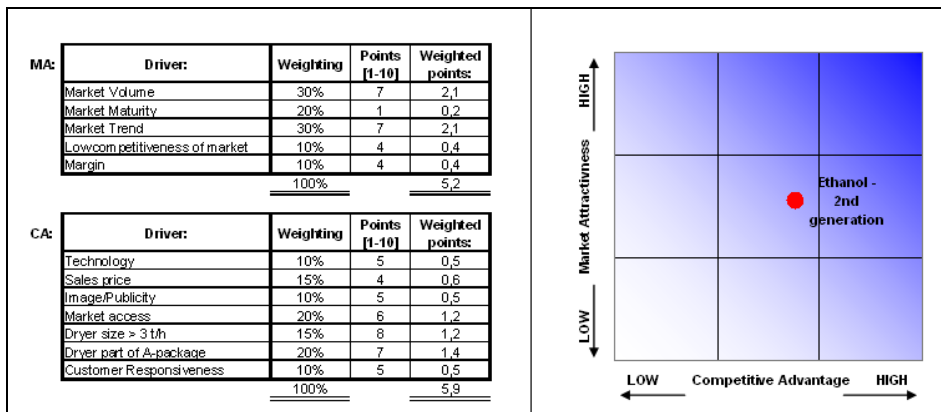 MA: Driver: Weighting Points [1-10] Weighted points:
Market Volume 30% 7 2,1
Market Maturity 20% 1 0,2
Market Trend 30% 7 2,1
Lowcompetitiveness of market 10% 4 0,4
Margin 10% 4 0,4
100% 5,2
CA: Driver: Weighting Points [1-10] Weighted points:
Technology 10% 5 0,5
Sales price 15% 4 0,6
Image/Publicity 10% 5 0,5
Market access 20% 6 1,2
Dryer size > 3 t/h 15% 8 1,2
Dryer part of A-package 20% 7 1,4
Customer Responsiveness 10% 5 0,5
100% 5,9
HIGH
Market Attractivness
LOW
Ethanol -
2nd
generation
LOW Competitive Advantage HIGH